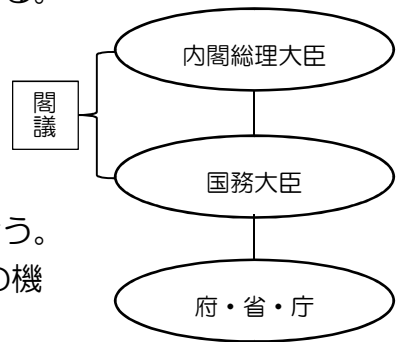 る。
内閣総理大臣
閣議
国務大臣
う。
の機
府・省・庁